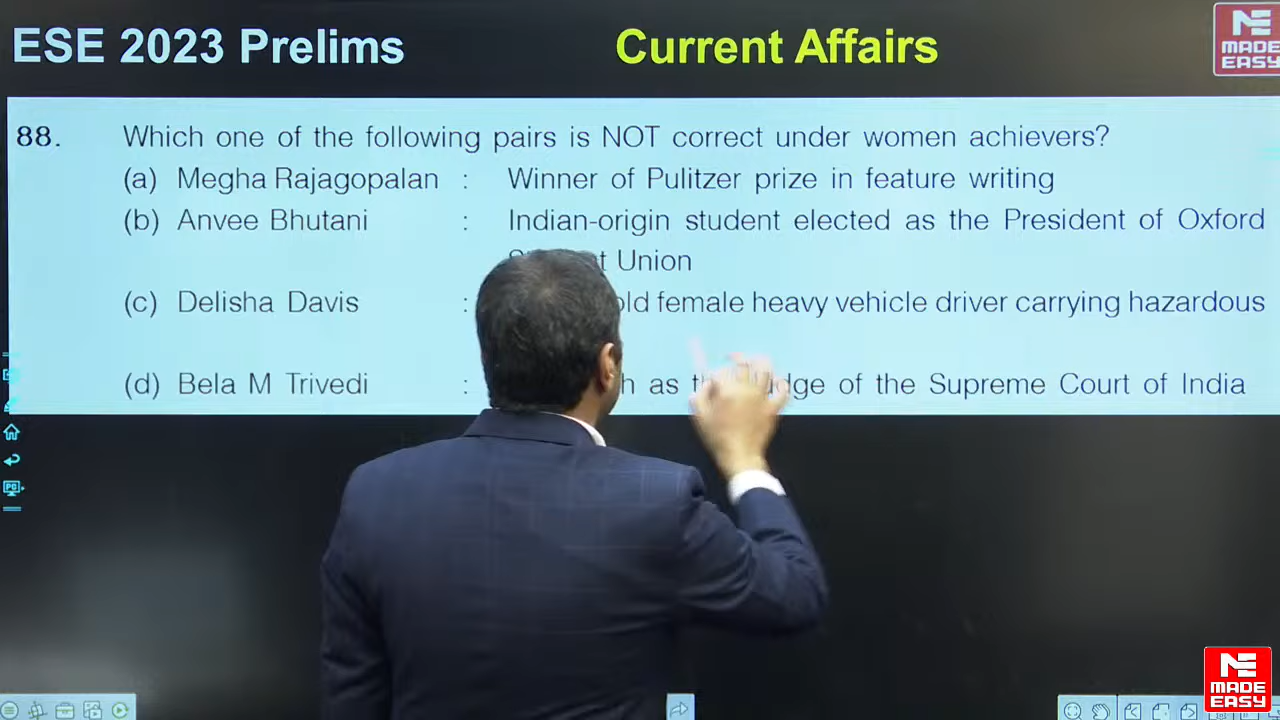 ESE 2023 Prelims
Current Affairs
MADE
EASY
88. Which one of the following pairs is NOT correct under women achievers?
(a) Megha Rajagopalan : Winner of Pulitzer prize in feature writing
(b) Anvee Bhutani : Indian-origin student elected as the President of Oxford
Union
(c) Delisha Davis : old female heavy vehicle driver carrying hazardous
(d) Bela M Trivedi : as of the Supreme Court of India
MADE
EASY